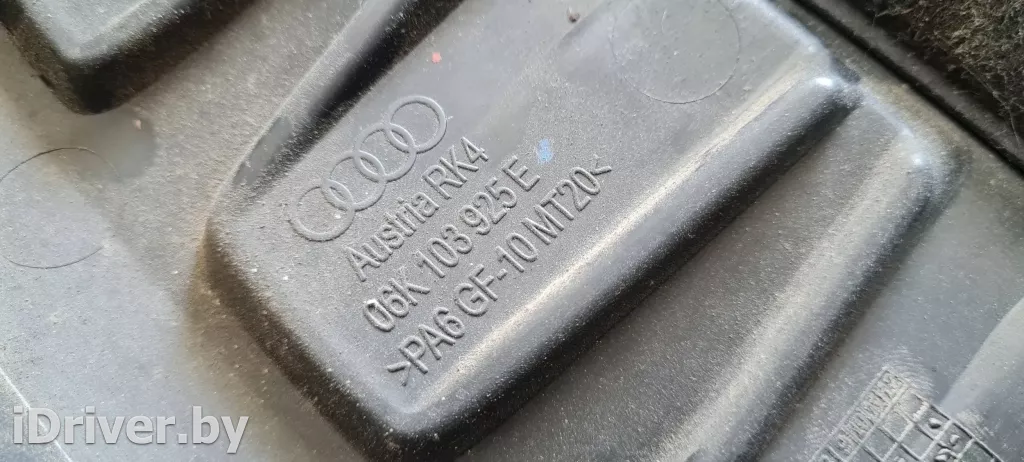 Austria RK4
06K 103 925 E
>PA6 GF-10 MT20<
iDriver.by